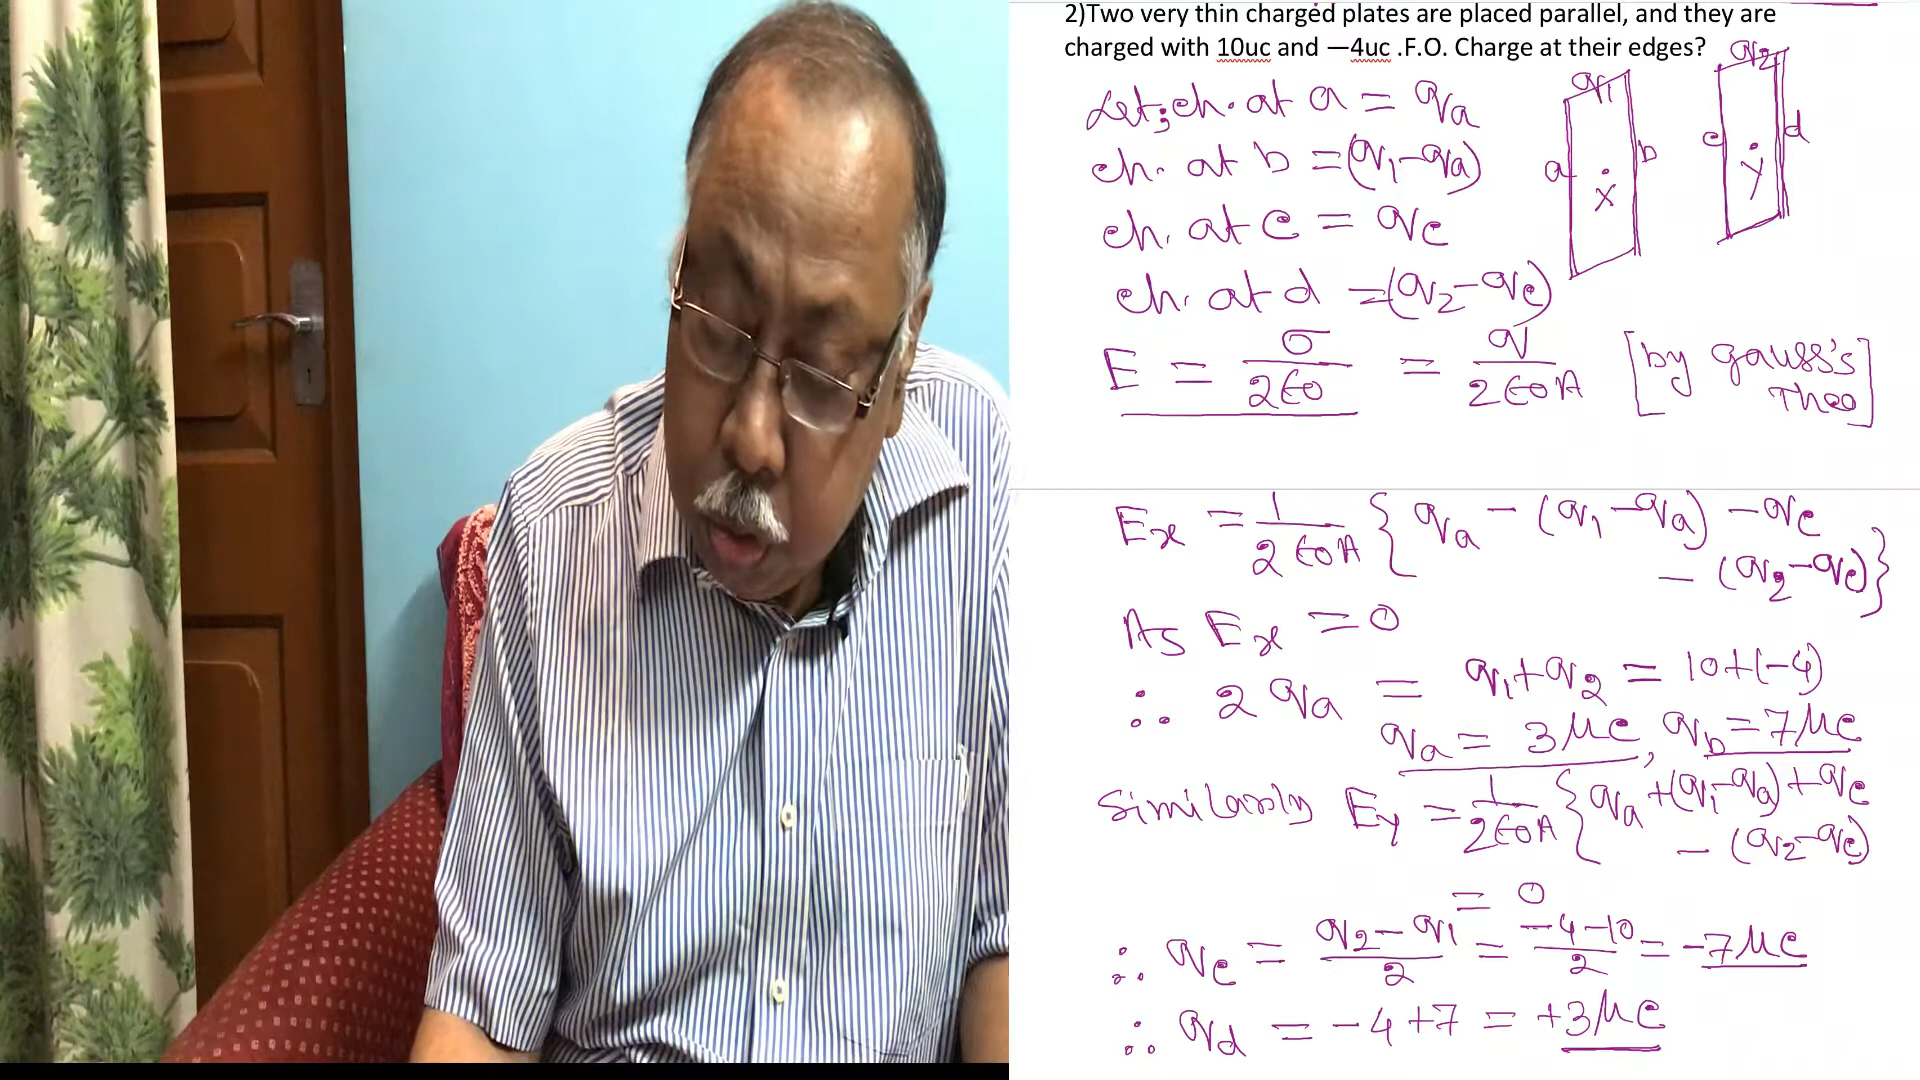 2)Two very thin charged plates are placed parallel, and they are
charged with 10uc and —4uc .F.O. Charge at their edges?
q1 q2
Let; ch. at a = qa
ch. at b = (q1-qa)
a x b c y d
ch. at c = qc
ch. at d = (q2-qc)
E = σ/2ε0 = q/2ε0A [by gauss's Theo]
Ex = 1/2ε0A { qa - (q1-qa) - qc
- (q2-qc)}
As Ex = 0
∴ 2qa = q1+q2 = 10+(-4)
qa = 3μc, qb = 7μc
Similarly Ey = 1/2ε0A { qa+(q1-qa)+qc
- (q2-qc)
= 0
∴ qc = q2-q1/2 = -4-10/2 = -7μc
∴ qd = -4+7 = +3μc